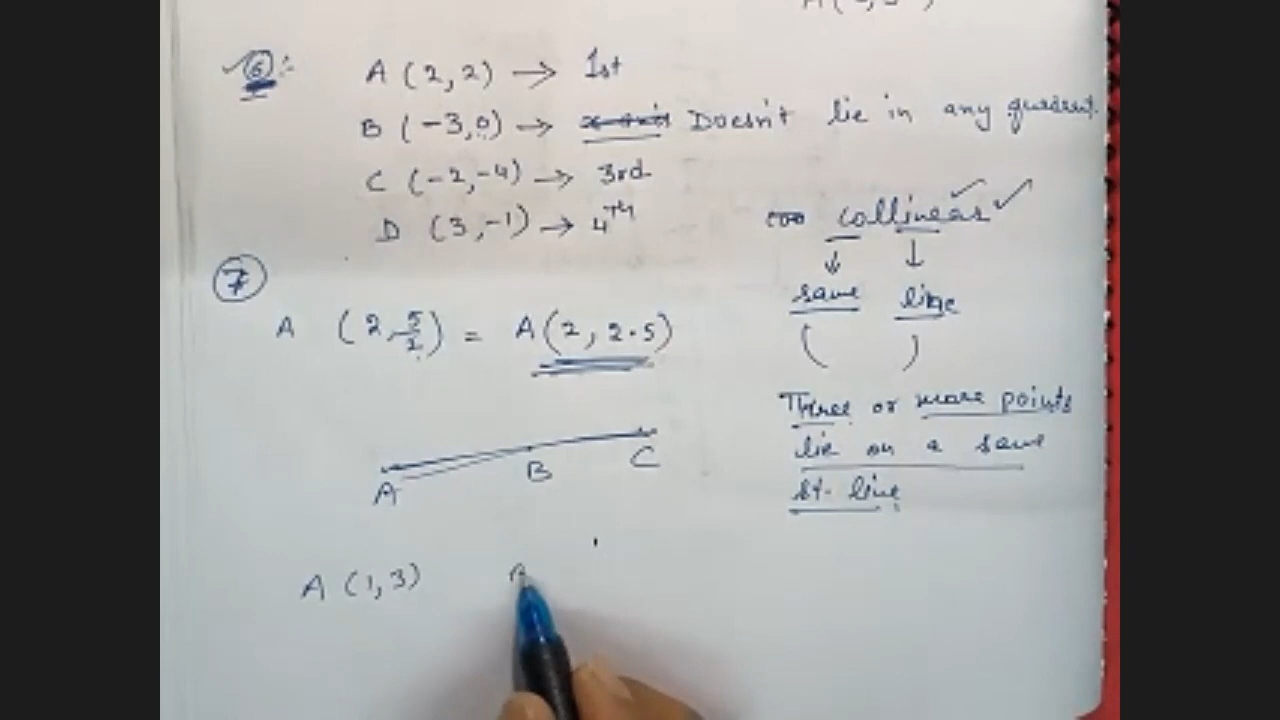 6:-
A (2, 2) → 1st
B (-3, 0) → Doesn't lie in any
C (-2, -4) → 3rd
D (3, -1) → 4Th
collinear
↓ ↓
same line
( )
Three or more points
lie on a same
st. line
7
A (2, 5/2) = A(2, 2.5)
A B C
A (1, 3)